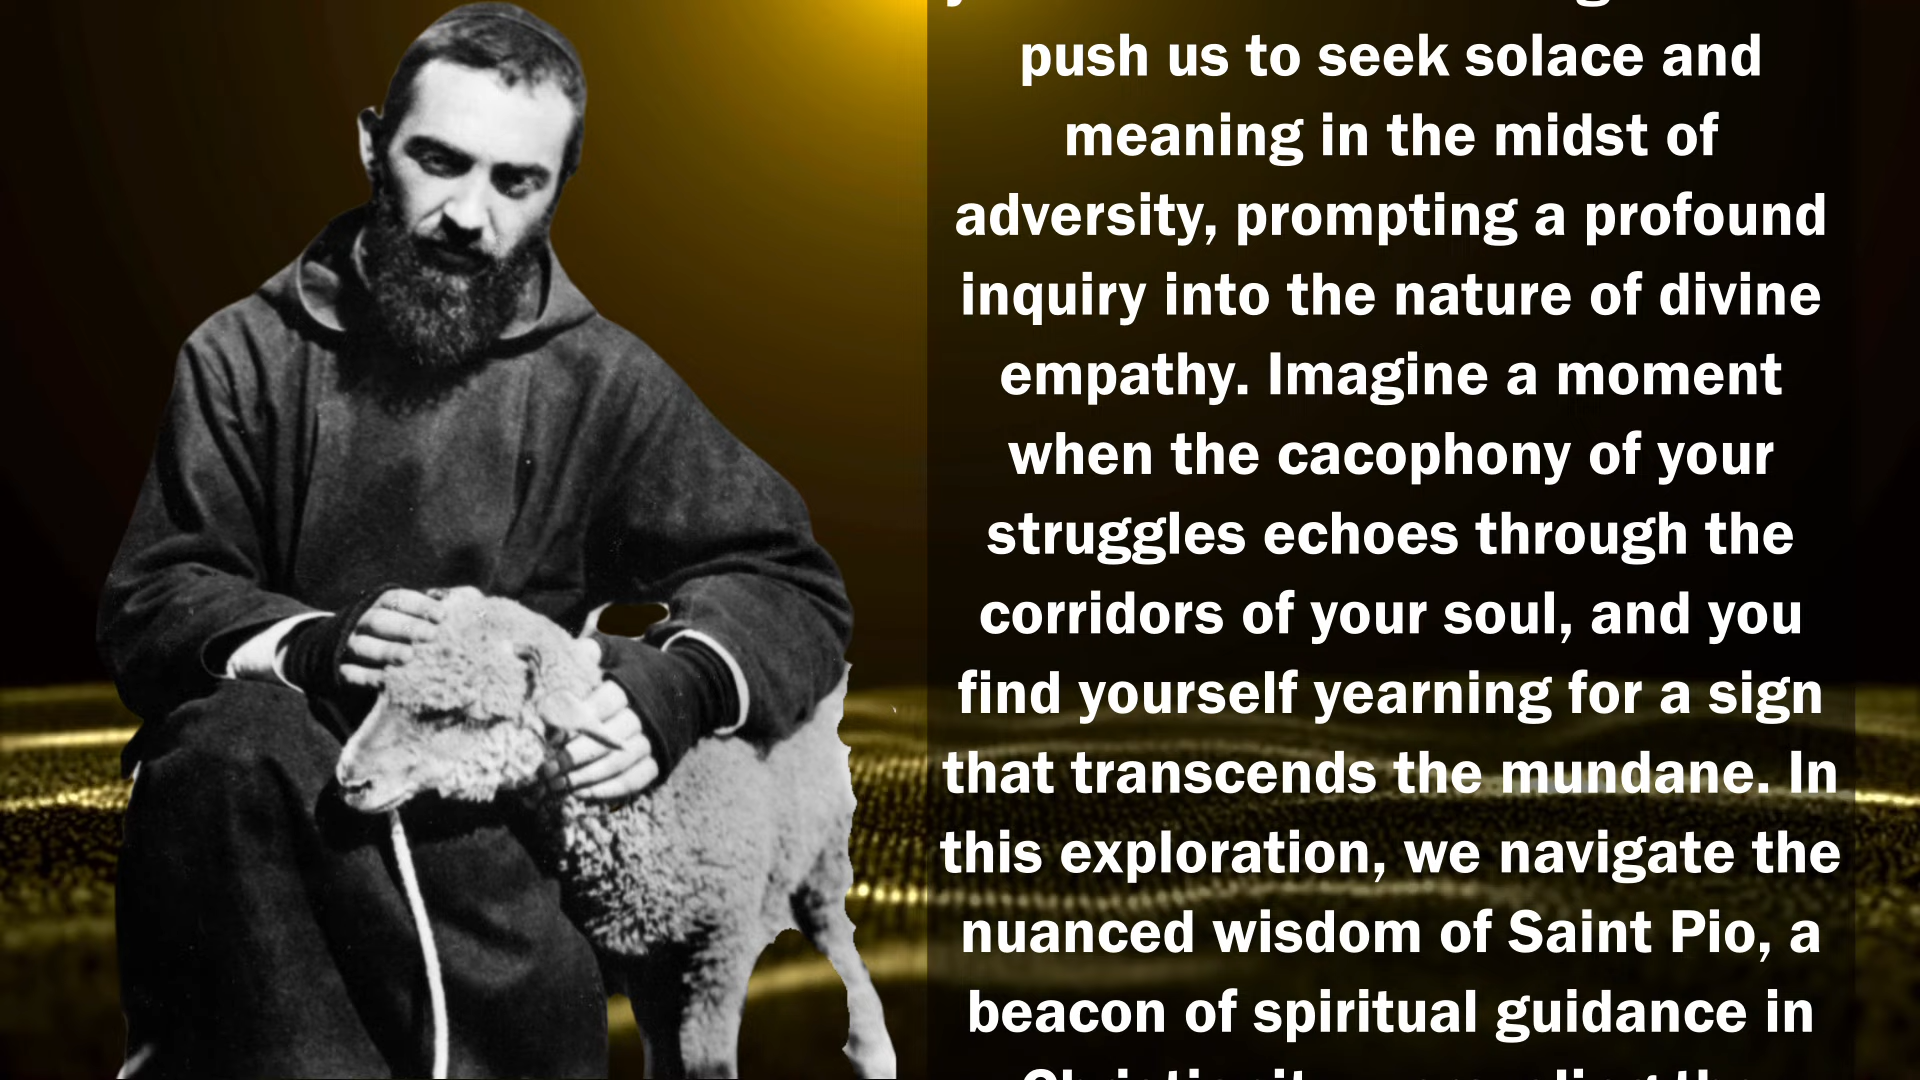 push us to seek solace and
meaning in the midst of
adversity, prompting a profound
inquiry into the nature of divine
empathy. Imagine a moment
when the cacophony of your
struggles echoes through the
corridors of your soul, and you
find yourself yearning for a sign
that transcends the mundane. In
this exploration, we navigate the
nuanced wisdom of Saint Pio, a
beacon of spiritual guidance in